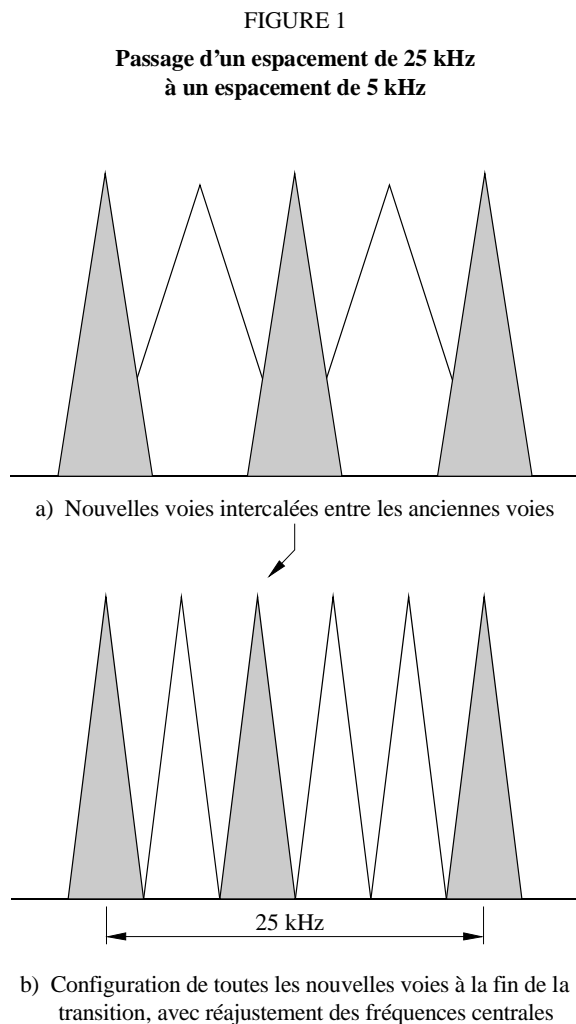 FIGURE 1
Passage d'un espacement de 25 kHz
à un espacement de 5 kHz
a) Nouvelles voies intercalées entre les anciennes voies
25 kHz
b) Configuration de toutes les nouvelles voies à la fin de la
transition, avec réajustement des fréquences centrales